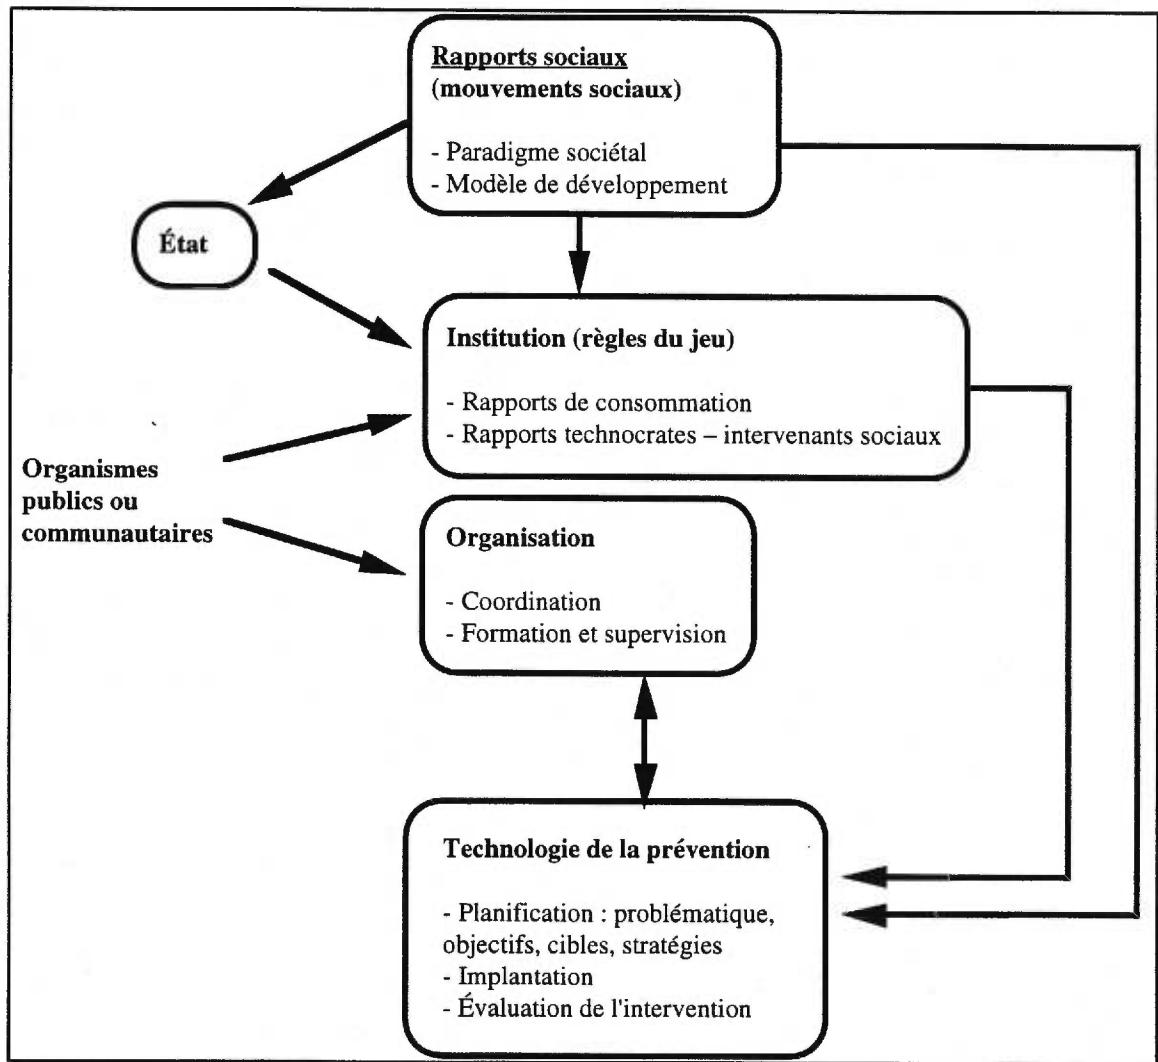 Rapports sociaux
(mouvements sociaux)
- Paradigme sociétal
- Modèle de développement
État
Institution (règles du jeu)
- Rapports de consommation
- Rapports technocrates – intervenants sociaux
Organismes
publics ou
communautaires
Organisation
- Coordination
- Formation et supervision
Technologie de la prévention
- Planification : problématique,
objectifs, cibles, stratégies
- Implantation
- Évaluation de l'intervention